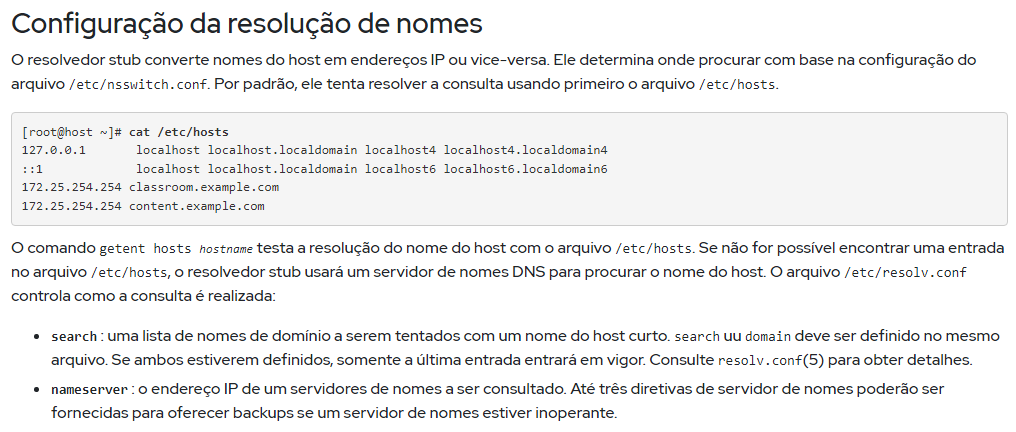 Configuração da resolução de nomes
O resolvedor stub converte nomes do host em endereços IP ou vice-versa. Ele determina onde procurar com base na configuração do
arquivo /etc/nsswitch.conf. Por padrão, ele tenta resolver a consulta usando primeiro o arquivo /etc/hosts.
[root@host ~]# cat /etc/hosts
127.0.0.1       localhost localhost.localdomain localhost4 localhost4.localdomain4
::1             localhost localhost.localdomain localhost6 localhost6.localdomain6
172.25.254.254 classroom.example.com
172.25.254.254 content.example.com
O comando getent hosts hostname testa a resolução do nome do host com o arquivo /etc/hosts. Se não for possível encontrar uma entrada
no arquivo /etc/hosts, o resolvedor stub usará um servidor de nomes DNS para procurar o nome do host. O arquivo /etc/resolv.conf
controla como a consulta é realizada:
• search : uma lista de nomes de domínio a serem tentados com um nome do host curto. search uu domain deve ser definido no mesmo
arquivo. Se ambos estiverem definidos, somente a última entrada entrará em vigor. Consulte resolv.conf(5) para obter detalhes.
• nameserver : o endereço IP de um servidores de nomes a ser consultado. Até três diretivas de servidor de nomes poderão ser
fornecidas para oferecer backups se um servidor de nomes estiver inoperante.